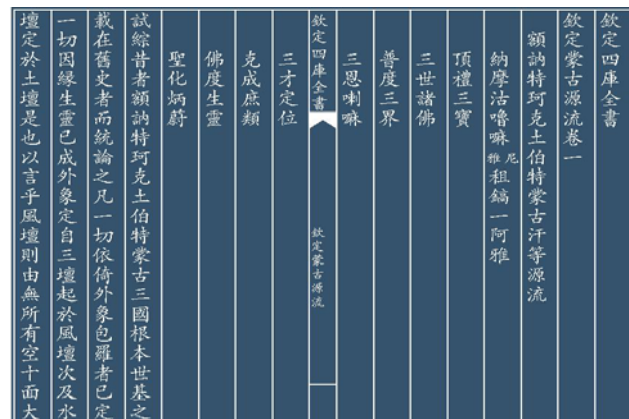 欽定四庫全書
欽定蒙古源流卷一
額訥特珂克土伯特蒙古汗等源流
納摩沽嚕嘛尼雅祖鎬一阿雅
頂禮三寶
三世諸佛
普度三界
三恩喇嘛
欽定四庫全書
欽定蒙古源流
三才定位
克成庶類
佛度生靈
聖化炳蔚
試綜昔者額訥特珂克土伯特蒙古三國根本世基之
載在舊史者而統論之凡一切依倚外象包羅者已定
一切因緣生靈已成外象定自三壇起於風壇次及水
壇定於土壇是也以言乎風壇則由無所有空十面大